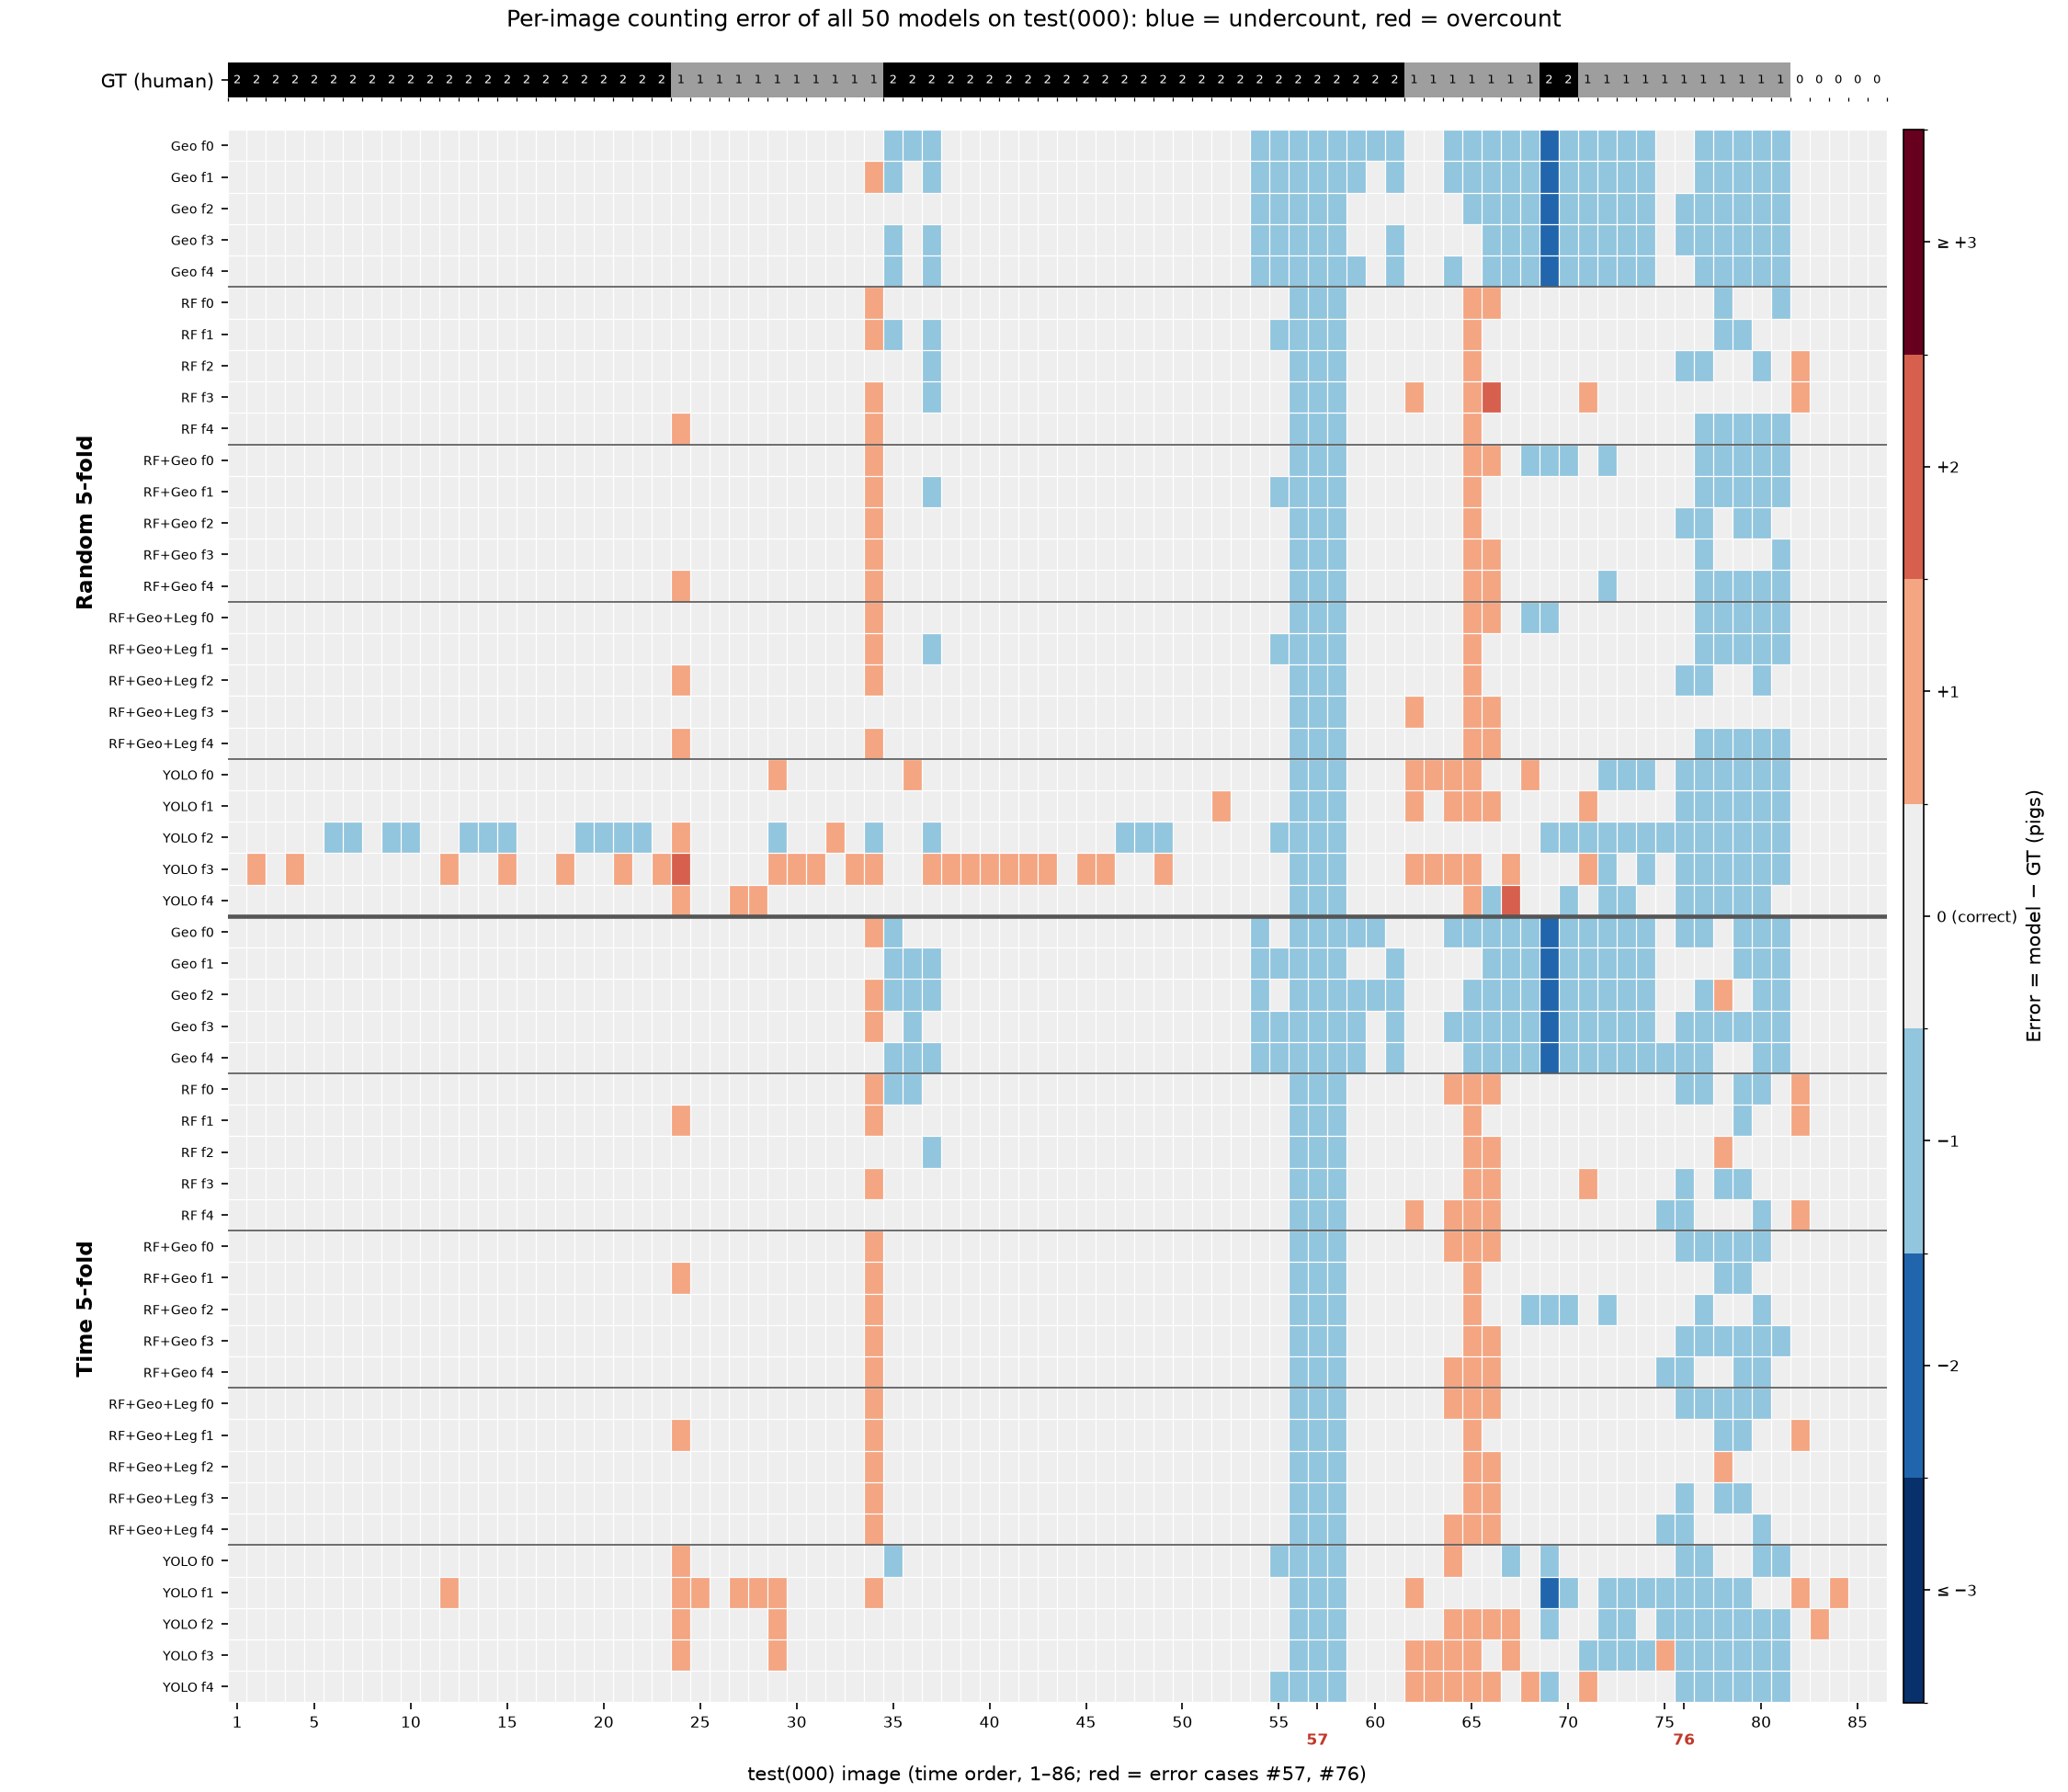 Per-image counting error of all 50 models on test(000): blue = undercount, red = overcount
GT (human) 2 2 2 2 2 2 2 2 2 2 2 2 2 2 2 2 2 2 2 2 2 2 2 1 1 1 1 1 1 1 1 1 1 1 2 2 2 2 2 2 2 2 2 2 2 2 2 2 2 2 2 2 2 2 2 2 2 2 2 2 2 1 1 1 1 1 1 1 2 2 1 1 1 1 1 1 1 1 1 1 1 0 0 0 0 0
Random 5-fold
Geo f0
Geo f1
Geo f2
Geo f3
Geo f4
RF f0
RF f1
RF f2
RF f3
RF f4
RF+Geo f0
RF+Geo f1
RF+Geo f2
RF+Geo f3
RF+Geo f4
RF+Geo+Leg f0
RF+Geo+Leg f1
RF+Geo+Leg f2
RF+Geo+Leg f3
RF+Geo+Leg f4
YOLO f0
YOLO f1
YOLO f2
YOLO f3
YOLO f4
Time 5-fold
Geo f0
Geo f1
Geo f2
Geo f3
Geo f4
RF f0
RF f1
RF f2
RF f3
RF f4
RF+Geo f0
RF+Geo f1
RF+Geo f2
RF+Geo f3
RF+Geo f4
RF+Geo+Leg f0
RF+Geo+Leg f1
RF+Geo+Leg f2
RF+Geo+Leg f3
RF+Geo+Leg f4
YOLO f0
YOLO f1
YOLO f2
YOLO f3
YOLO f4
1 5 10 15 20 25 30 35 40 45 50 55 60 65 70 75 80 85
57 76
test(000) image (time order, 1–86; red = error cases #57, #76)
≥ +3
+2
+1
0 (correct)
−1
−2
≤ −3
Error = model − GT (pigs)